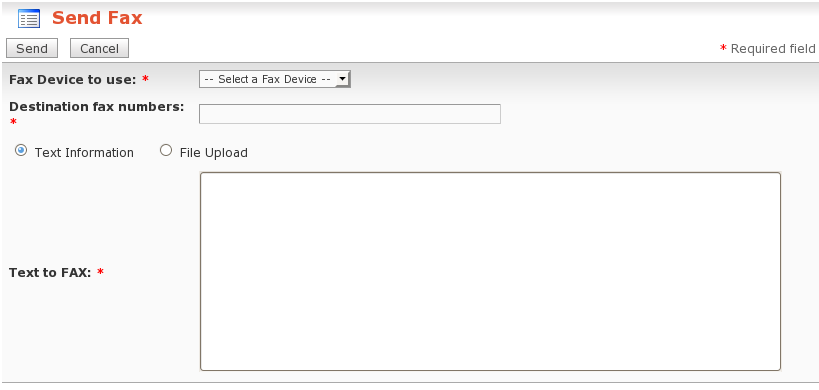 Send Fax
Send Cancel * Required field
Fax Device to use: * -- Select a Fax Device --
Destination fax numbers:
*
Text Information File Upload
Text to FAX: *